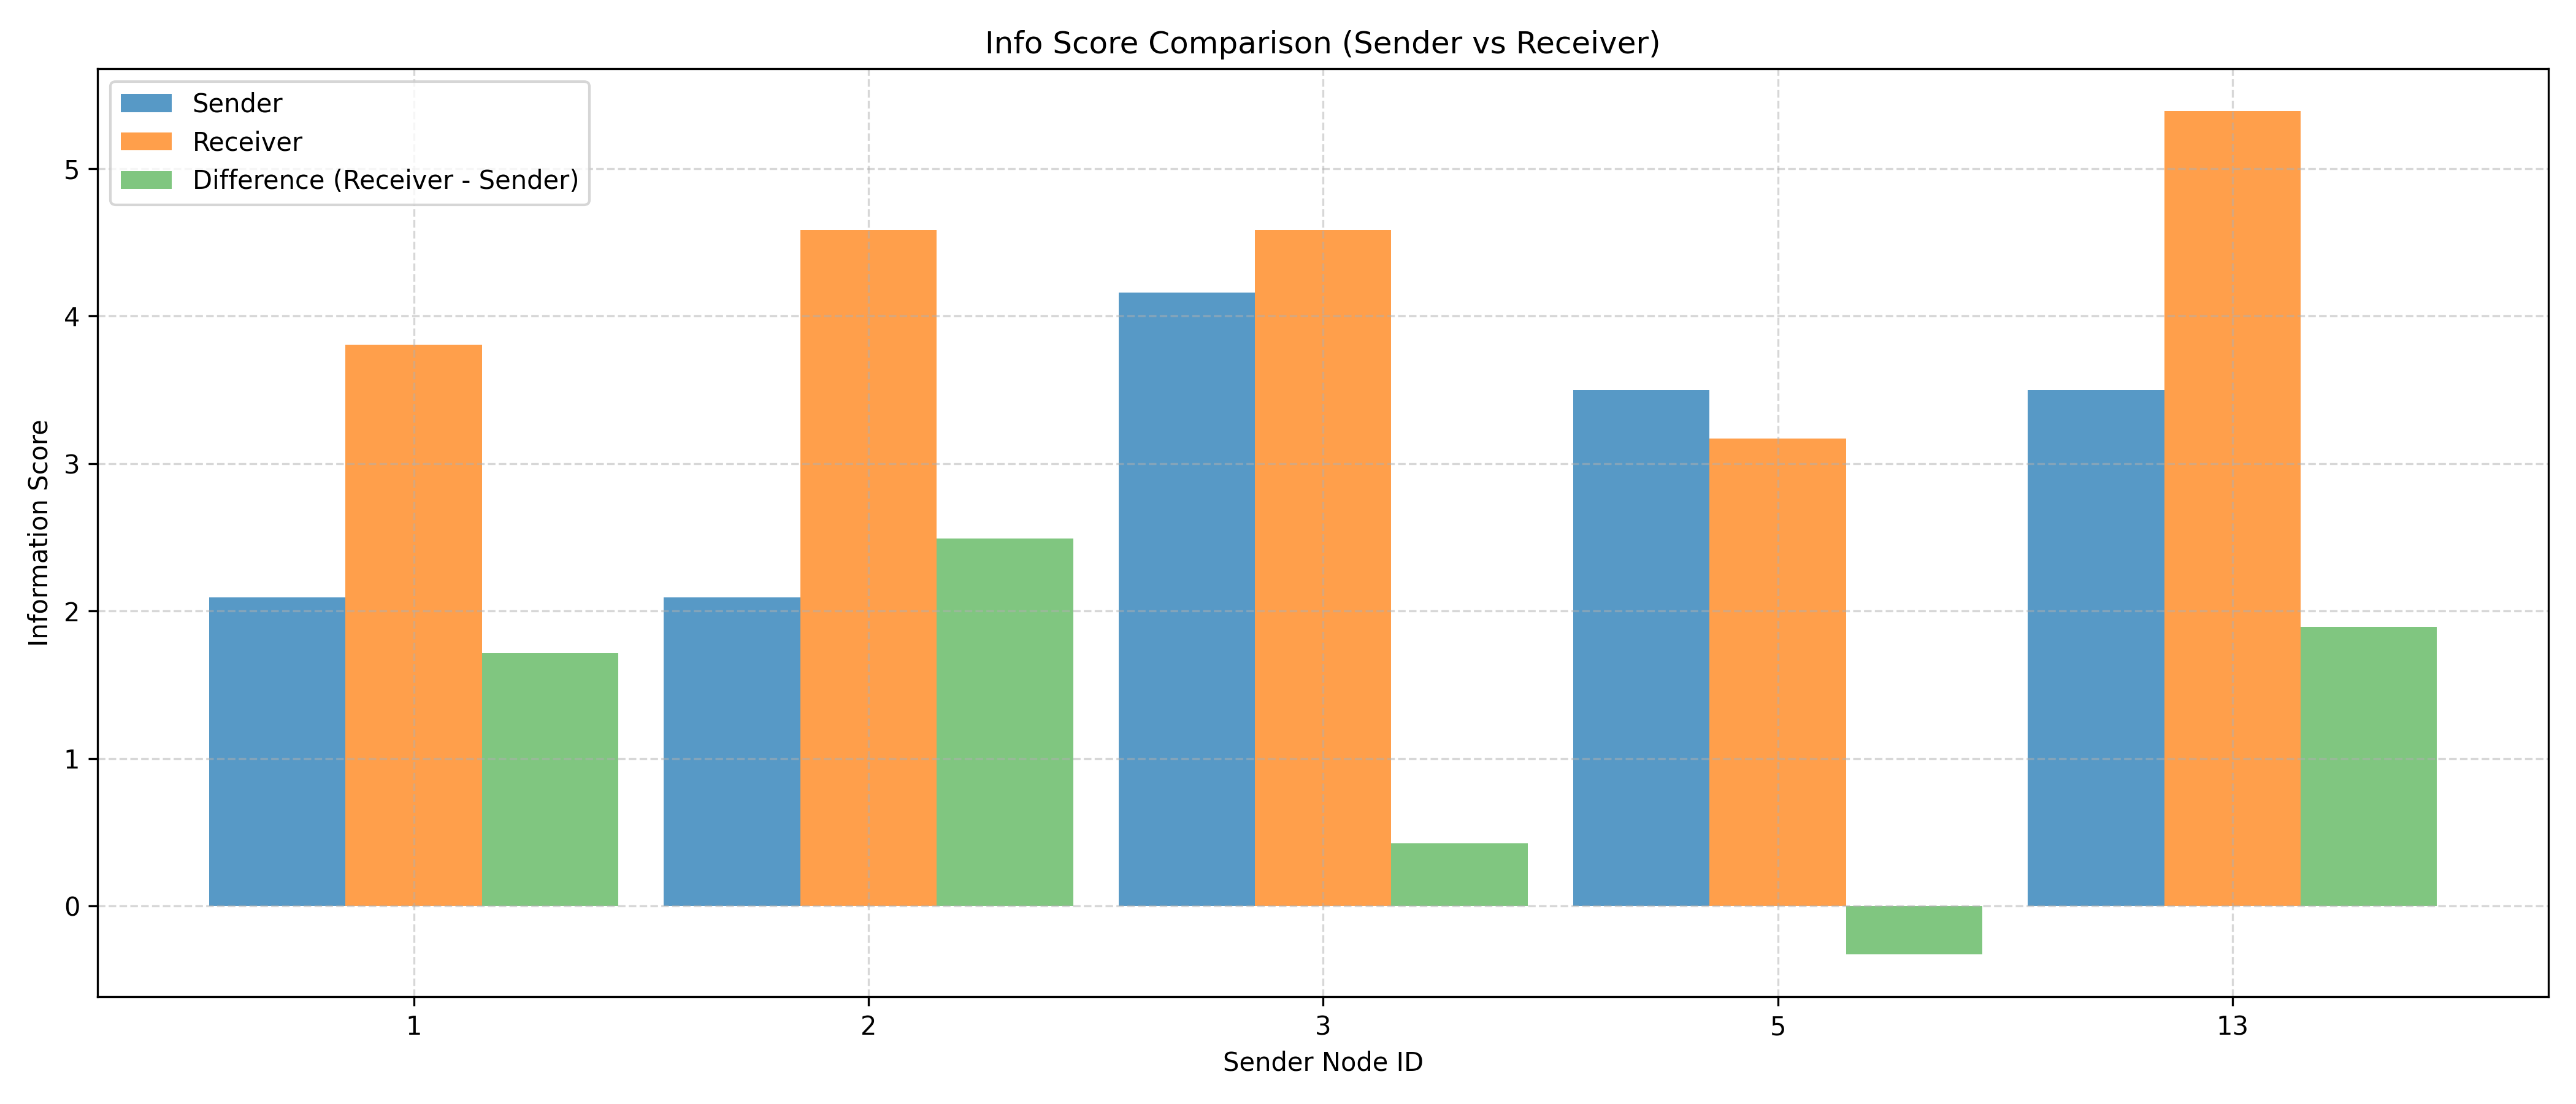 Info Score Comparison (Sender vs Receiver)
Sender
Receiver
Difference (Receiver - Sender)
Information Score
5
4
3
2
1
0
1 2 3 5 13
Sender Node ID